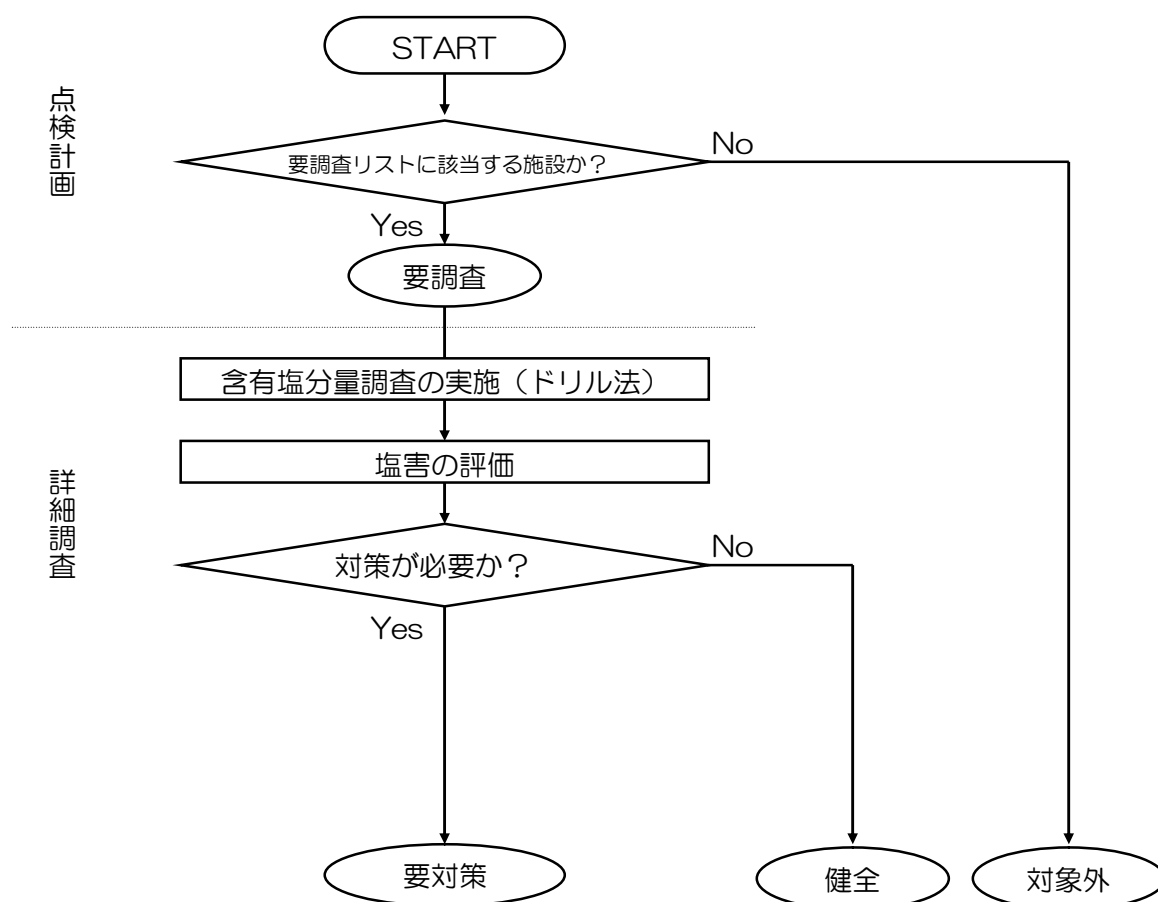 START
点検計画
要調査リストに該当する施設か？
No
Yes
要調査
含有塩分量調査の実施（ドリル法）
塩害の評価
詳細調査
対策が必要か？
No
Yes
要対策
健全
対象外